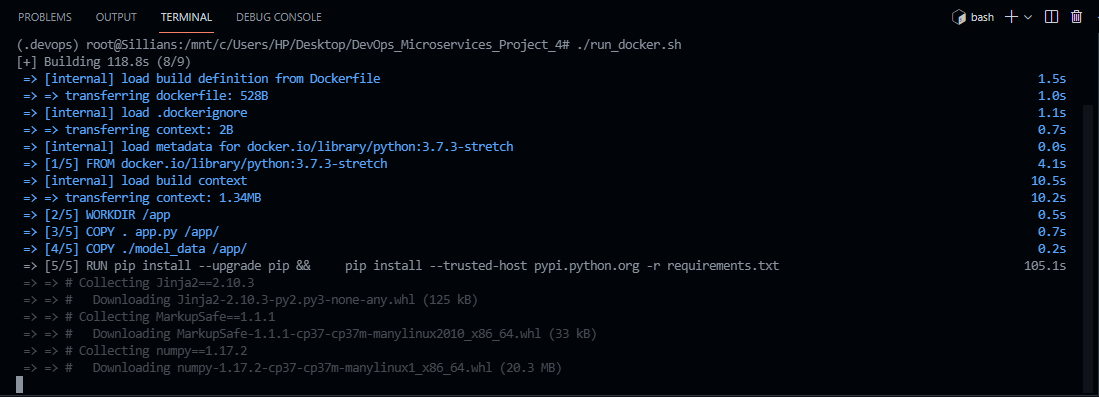 PROBLEMS OUTPUT TERMINAL DEBUG CONSOLE bash
(.devops) root@Sillians:/mnt/c/Users/HP/Desktop/DevOps_Microservices_Project_4# ./run_docker.sh
[+] Building 118.8s (8/9)
=> [internal] load build definition from Dockerfile 1.5s
=> => transferring dockerfile: 528B 1.0s
=> [internal] load .dockerignore 1.1s
=> => transferring context: 2B 0.7s
=> [internal] load metadata for docker.io/library/python:3.7.3-stretch 0.0s
=> [1/5] FROM docker.io/library/python:3.7.3-stretch 4.1s
=> [internal] load build context 10.5s
=> => transferring context: 1.34MB 10.2s
=> [2/5] WORKDIR /app 0.5s
=> [3/5] COPY . app.py /app/ 0.7s
=> [4/5] COPY ./model_data /app/ 0.2s
=> [5/5] RUN pip install --upgrade pip &&     pip install --trusted-host pypi.python.org -r requirements.txt 105.1s
=> => # Collecting Jinja2==2.10.3
=> => #   Downloading Jinja2-2.10.3-py2.py3-none-any.whl (125 kB)
=> => # Collecting MarkupSafe==1.1.1
=> => #   Downloading MarkupSafe-1.1.1-cp37-cp37m-manylinux2010_x86_64.whl (33 kB)
=> => # Collecting numpy==1.17.2
=> => #   Downloading numpy-1.17.2-cp37-cp37m-manylinux1_x86_64.whl (20.3 MB)